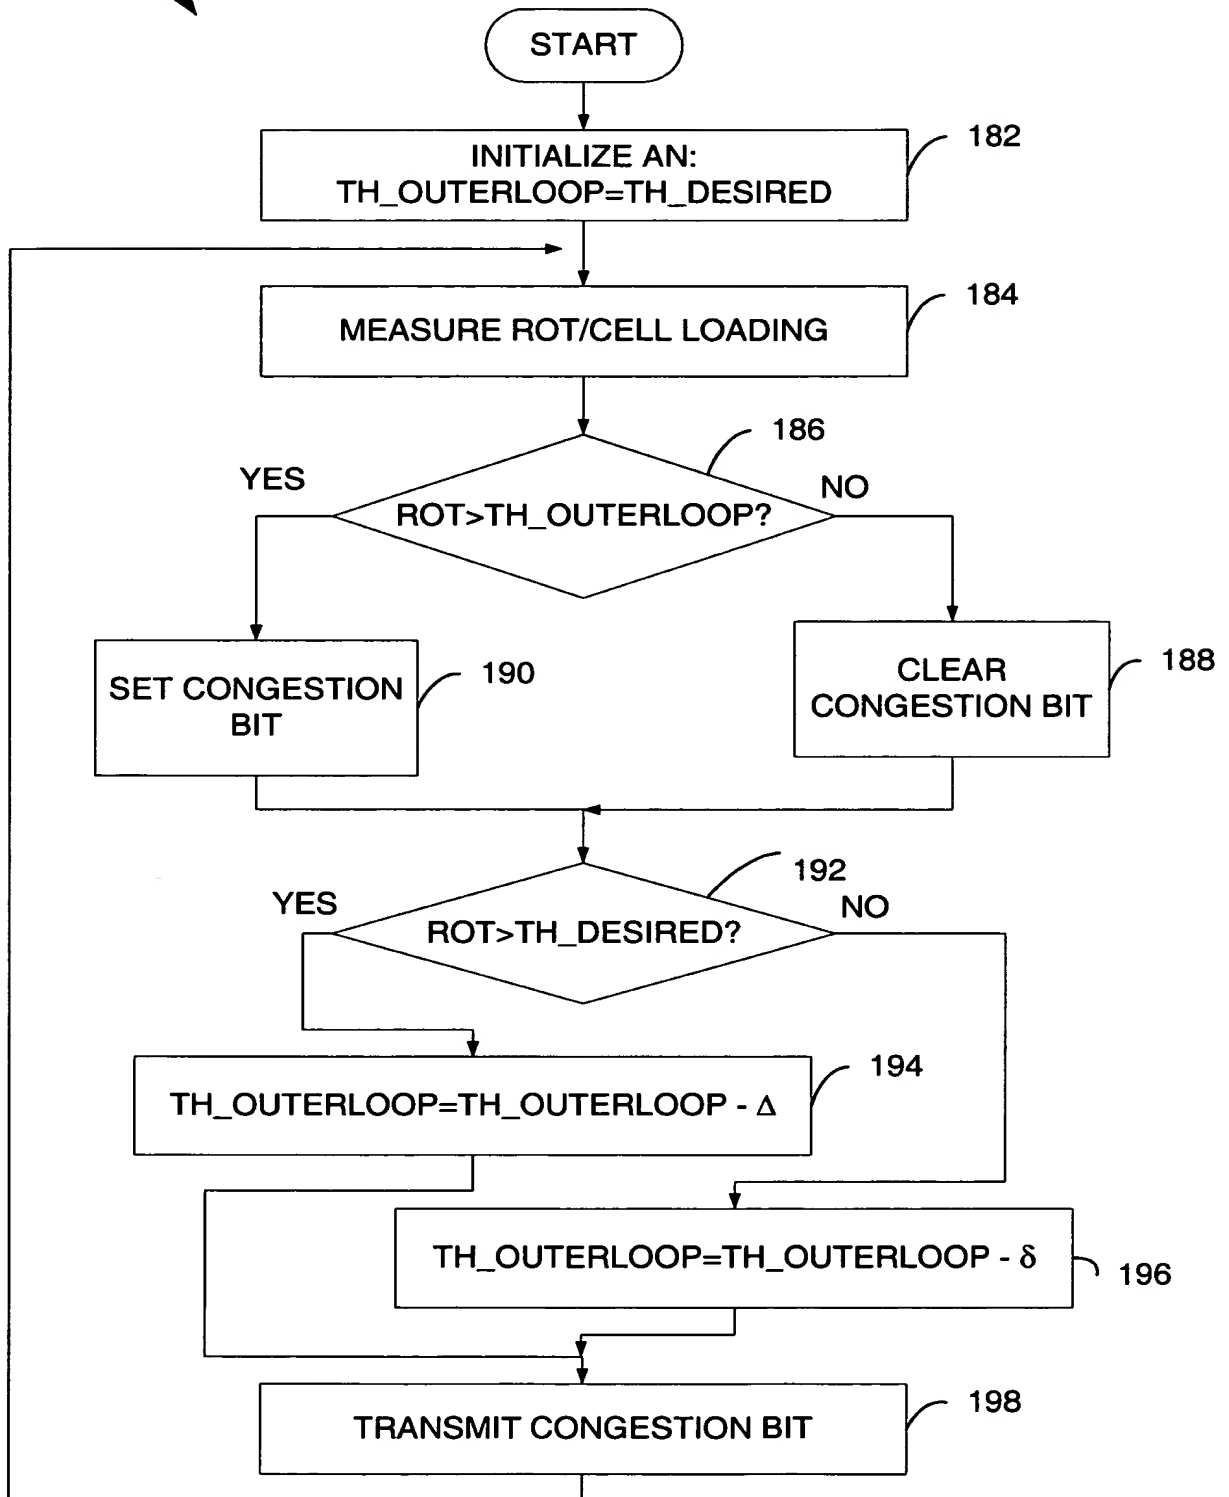 START
INITIALIZE AN:
TH_OUTERLOOP=TH_DESIRED
182
MEASURE ROT/CELL LOADING
184
186
YES
NO
ROT>TH_OUTERLOOP?
SET CONGESTION
BIT
190
CLEAR
CONGESTION BIT
188
192
YES
NO
ROT>TH_DESIRED?
TH_OUTERLOOP=TH_OUTERLOOP - Δ
194
TH_OUTERLOOP=TH_OUTERLOOP - δ
196
TRANSMIT CONGESTION BIT
198